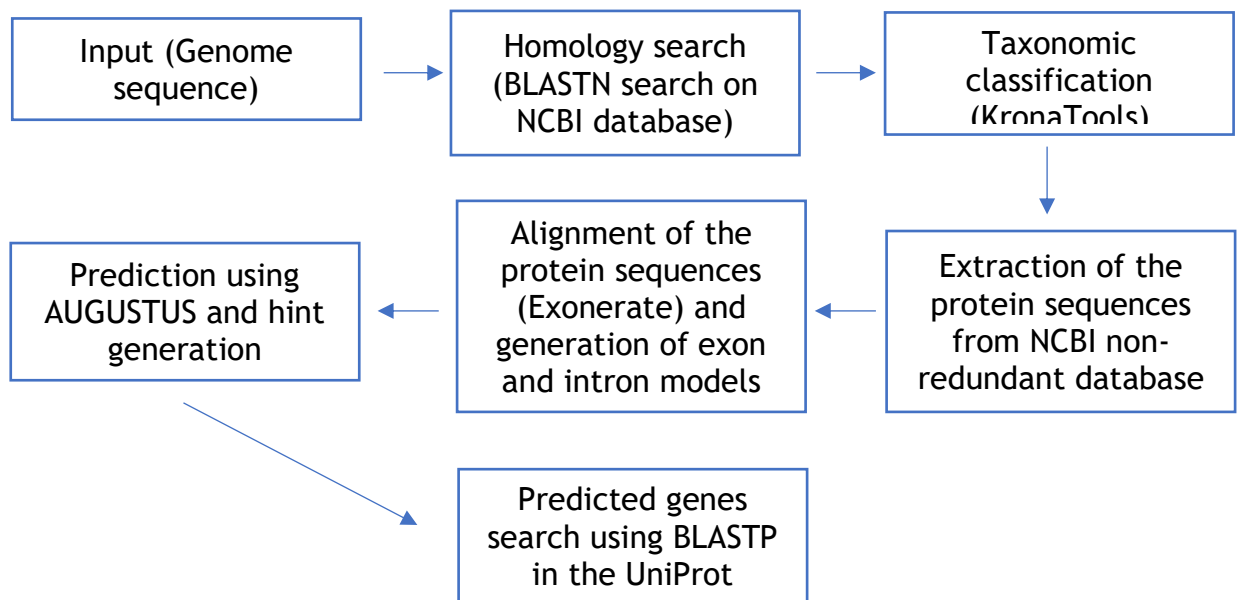 Input (Genome
sequence)
Homology search
(BLASTN search on
NCBI database)
Taxonomic
classification
(KronaTools)
Extraction of the
protein sequences
from NCBI non-
redundant database
Alignment of the
protein sequences
(Exonerate) and
generation of exon
and intron models
Prediction using
AUGUSTUS and hint
generation
Predicted genes
search using BLASTP
in the UniProt